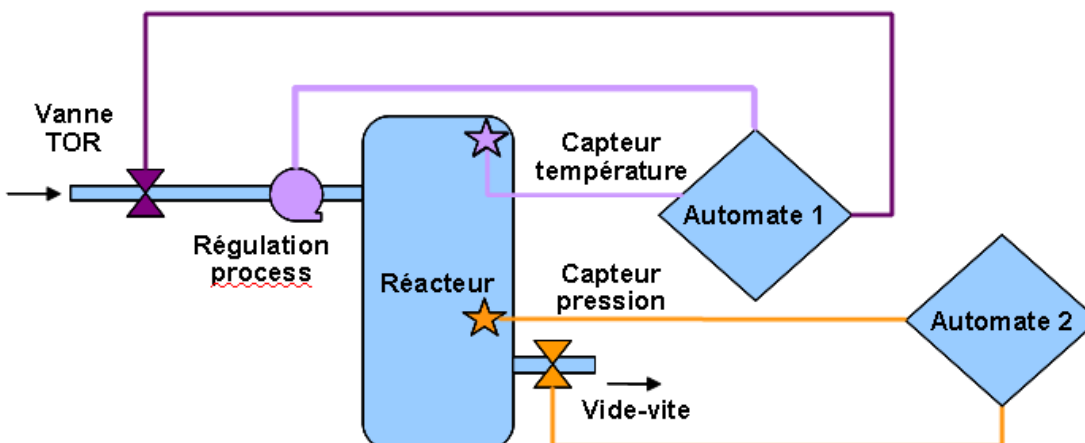 Vanne
TOR
Capteur
température
Automate 1
Régulation
process
Réacteur
Capteur
pression
Automate 2
Vide-vite